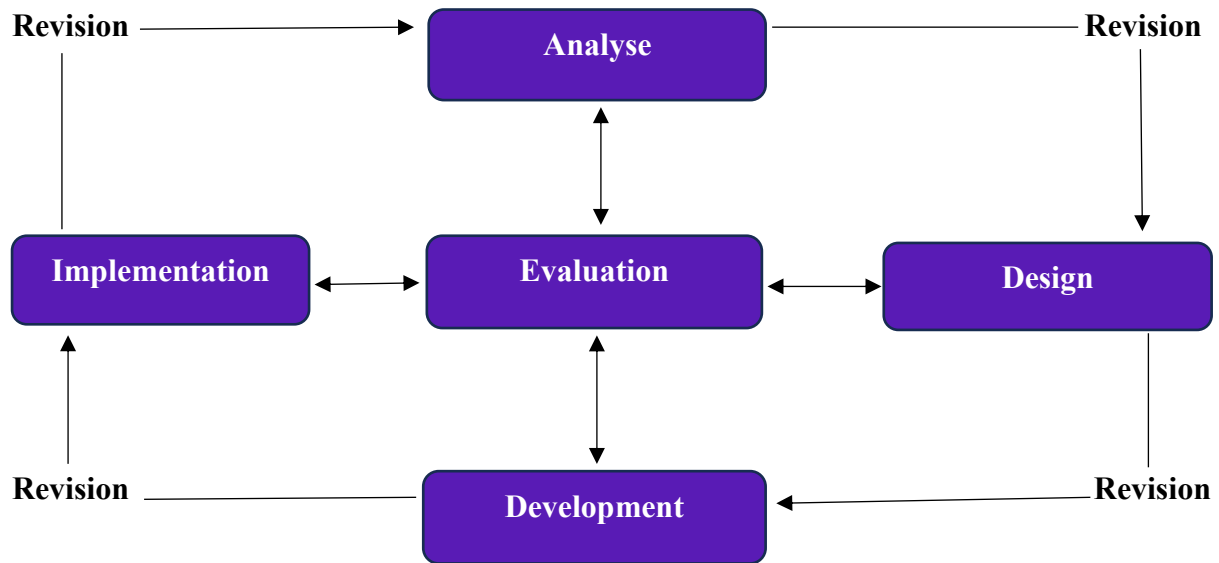 Revision
Analyse
Revision
Implementation
Evaluation
Design
Revision
Development
Revision